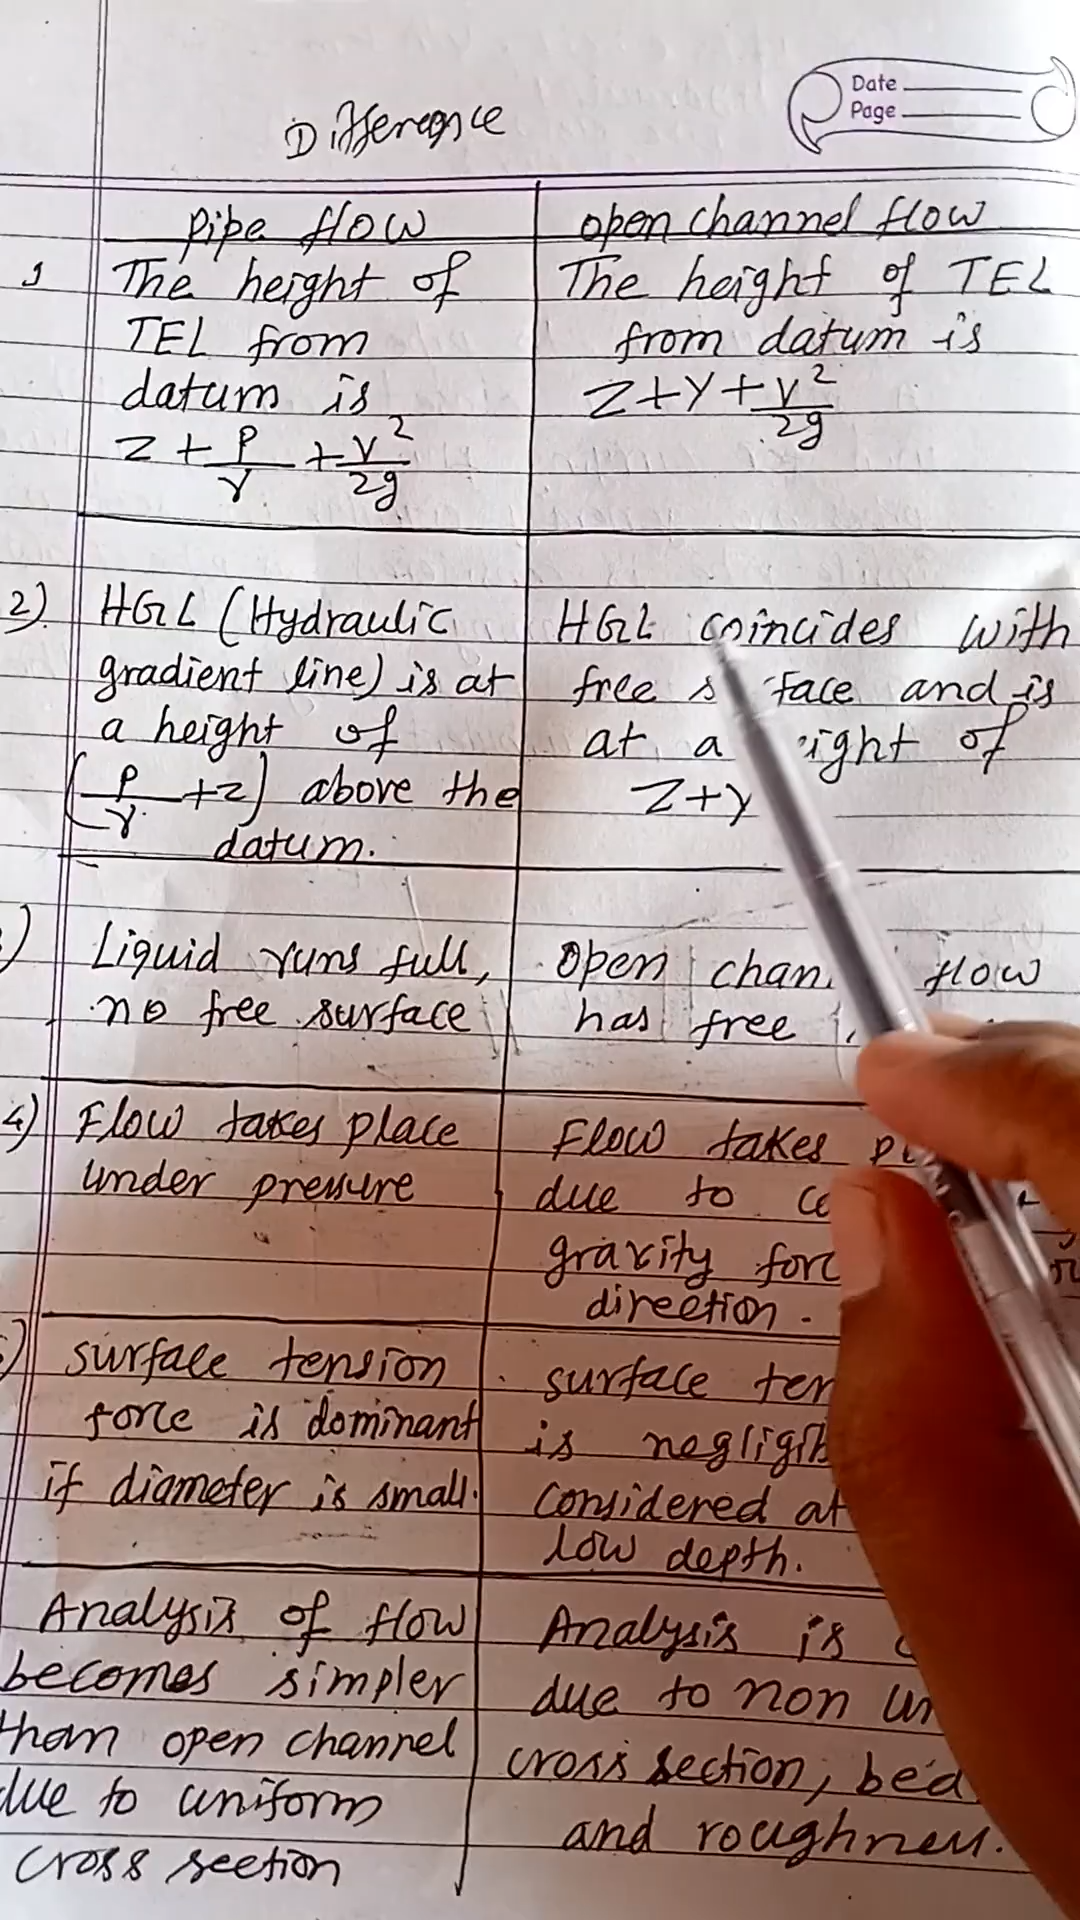 Date
Page
Difference
Pipe flow
open channel flow
1
The height of
TEL from
datum is
Z + P/γ + V²/2g
The height of TEL
from datum is
Z+Y+V²/2g
2)
HGL (Hydraulic
gradient line) is at
a height of
(P/γ +z) above the
datum.
HGL coincides with
free face and is
at a
of
Z+Y
)
Liquid runs full,
no free surface
open flow
has free
4)
Flow takes place
under pressure
Flow takes
due to
gravity
direction.
)
surface tension
force is dominant
if diameter is small.
surface
is
considered at
low depth.
Analysis of flow
becomes simpler
than open channel
due to uniform
cross section
Analysis is
due to non
cross section, bed
and roughness.